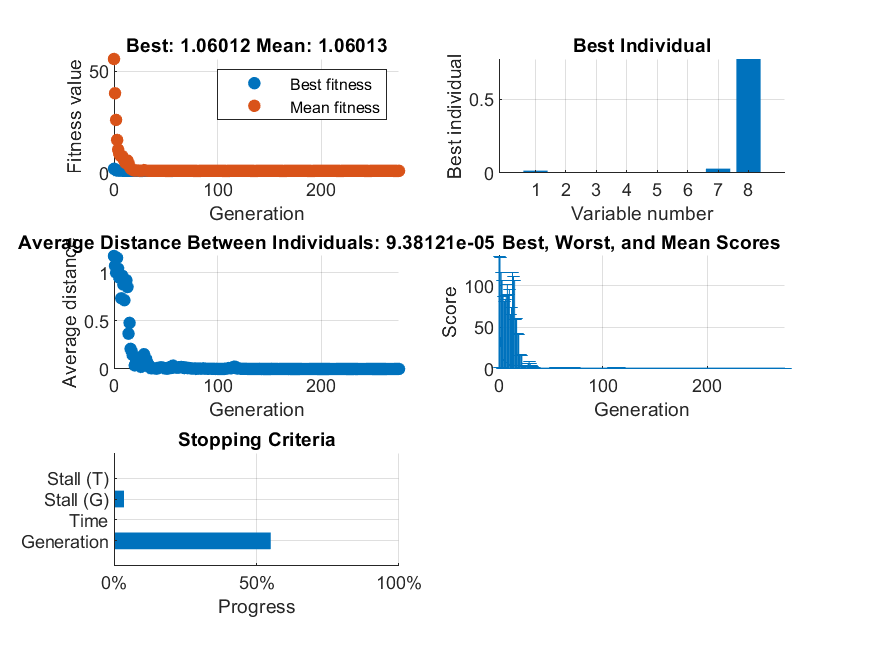 Best: 1.06012 Mean: 1.06013
Fitness value
50
0
Best fitness
Mean fitness
0 100 200
Generation
Best Individual
Best individual
0.5
0
1 2 3 4 5 6 7 8
Variable number
Average Distance Between Individuals: 9.38121e-05
Average distance
1
0.5
0
0 100 200
Generation
Best, Worst, and Mean Scores
Score
100
50
0
0 100 200
Generation
Stopping Criteria
Stall (T)
Stall (G)
Time
Generation
0% 50% 100%
Progress